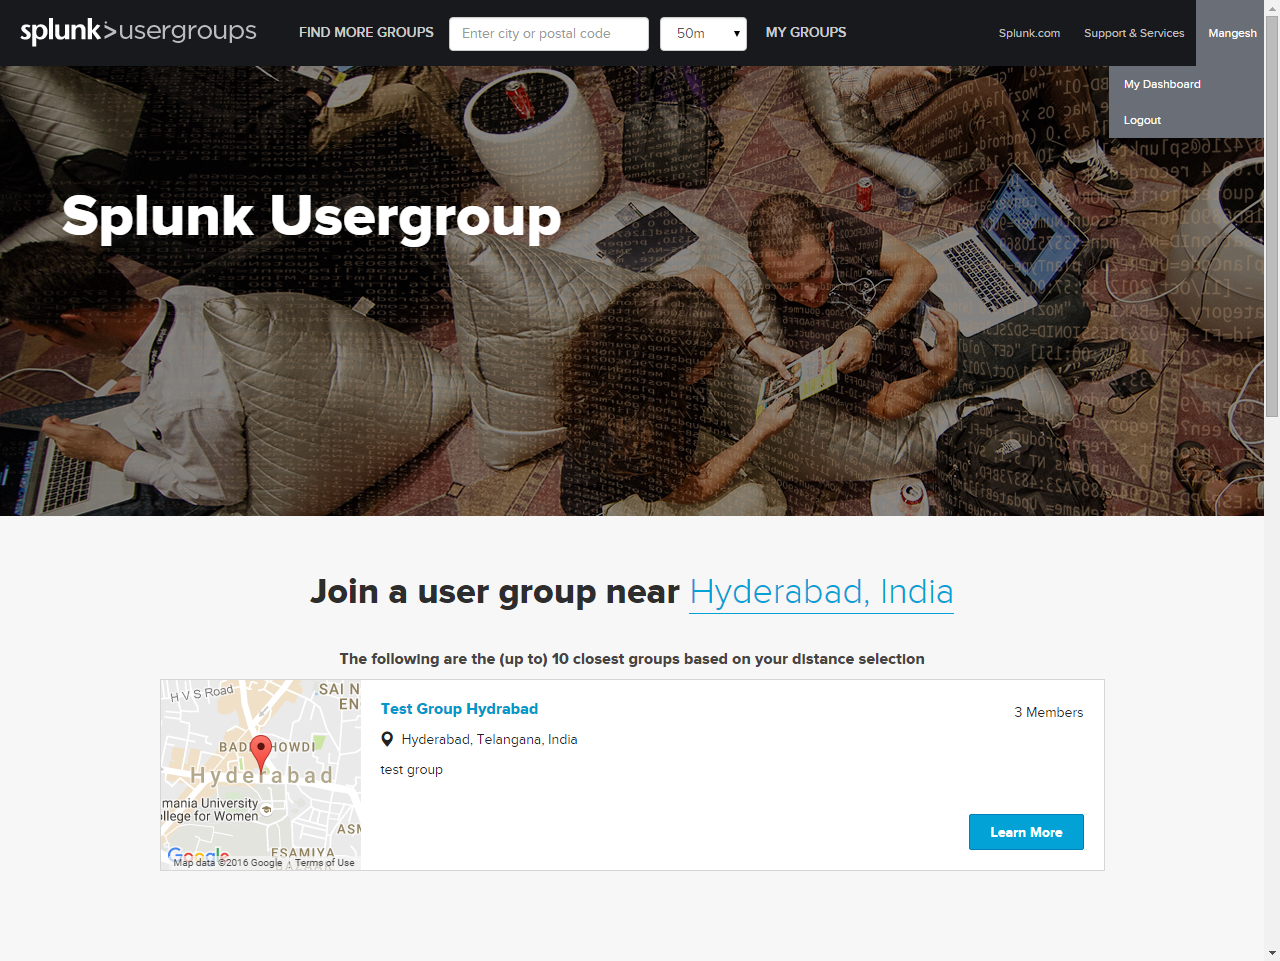 splunk>usergroups
FIND MORE GROUPS
Enter city or postal code
50m
MY GROUPS
Splunk.com
Support & Services
Mangesh
My Dashboard
Logout
Splunk Usergroup
Join a user group near Hyderabad, India
The following are the (up to) 10 closest groups based on your distance selection
H V S Road
SAI N
EN
BAD HOWDI
Hyderabad
mania University
llege for Women
ASM
ESAMIYA
BAZAAR
Google
Map data ©2016 Google
Terms of Use
Test Group Hydrabad
3 Members
Hyderabad, Telangana, India
test group
Learn More